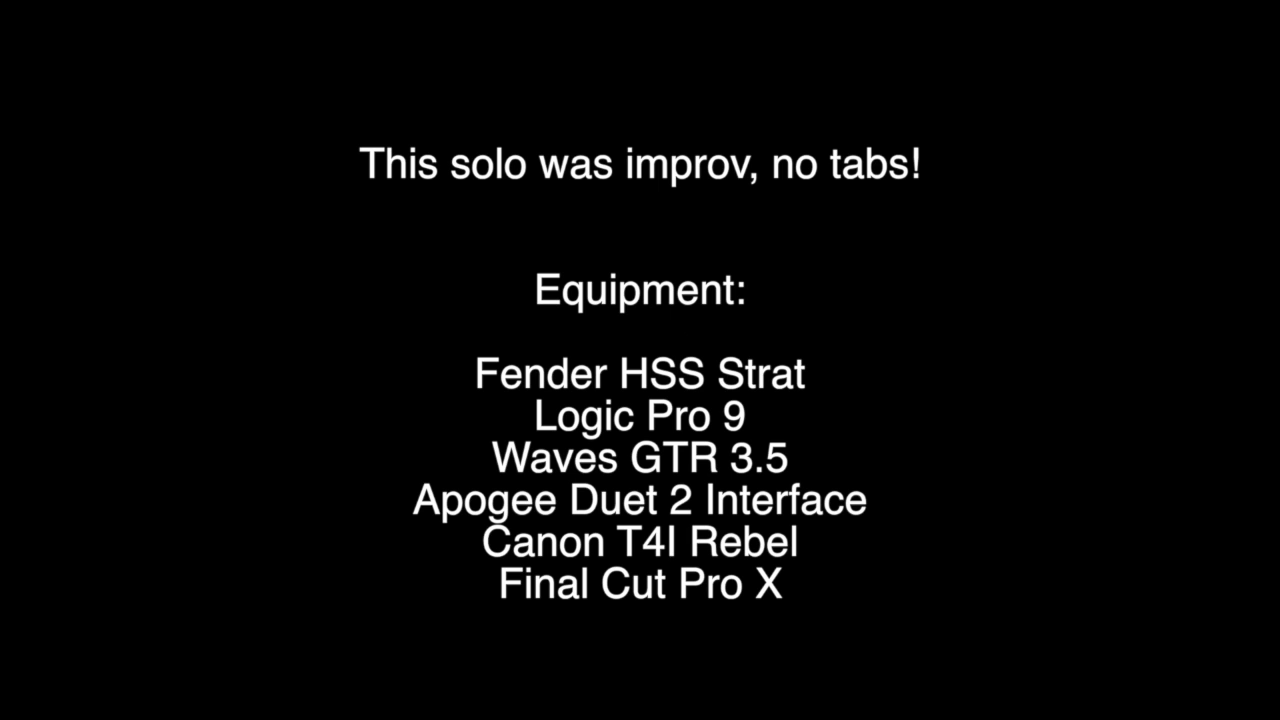 This solo was improv, no tabs!
Equipment:
Fender HSS Strat
Logic Pro 9
Waves GTR 3.5
Apogee Duet 2 Interface
Canon T4I Rebel
Final Cut Pro X